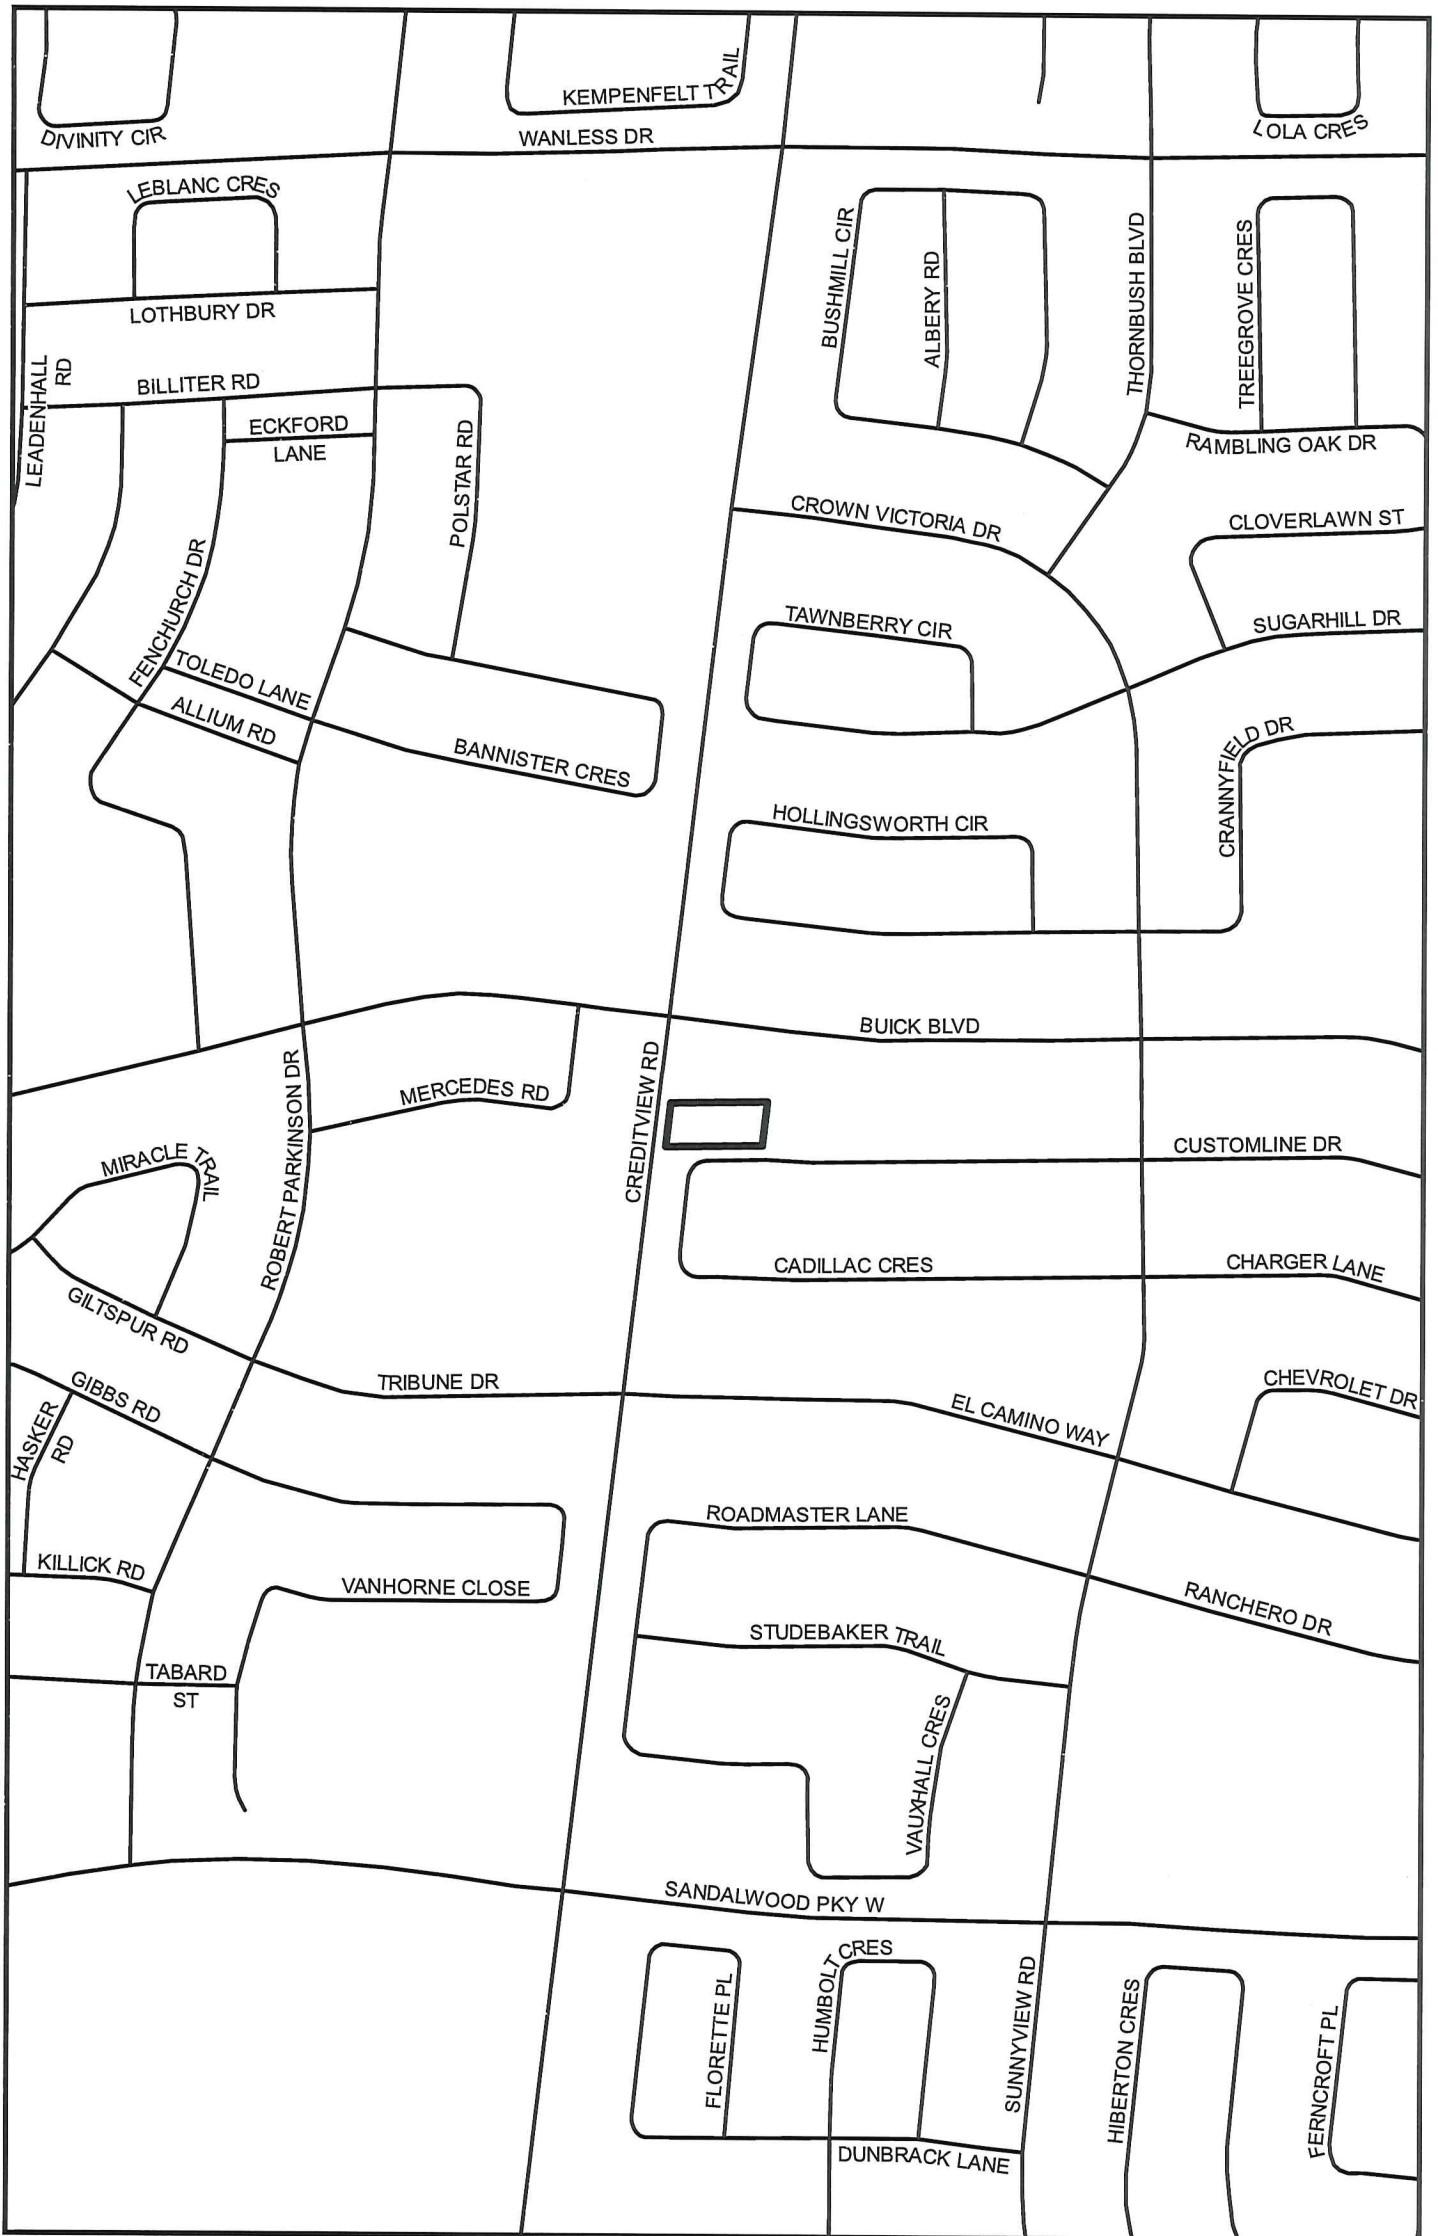 KEMPENFELT TRAIL
DIVINITY CIR
WANLESS DR
LOLA CRES
LEBLANC CRES
BUSHMILL CIR
ALBERY RD
THORNBUSH BLVD
TREEGROVE CRES
LOTHBURY DR
LEADENHALL
RD
BILLITER RD
ECKFORD
LANE
POLSTAR RD
RAMBLING OAK DR
CROWN VICTORIA DR
CLOVERLAWN ST
FENCHURCH DR
TAWNBERRY CIR
SUGARHILL DR
TOLEDO LANE
ALLIUM RD
BANNISTER CRES
CRANNYFIELD DR
HOLLINGSWORTH CIR
BUICK BLVD
ROBERT PARKINSON DR
MERCEDES RD
CREDITVIEW RD
CUSTOMLINE DR
MIRACLE TRAIL
CADILLAC CRES
CHARGER LANE
GILTSPUR RD
TRIBUNE DR
GIBBS RD
CHEVROLET DR
EL CAMINO WAY
HASKER
RD
ROADMASTER LANE
KILLICK RD
VANHORNE CLOSE
RANCHERO DR
STUDEBAKER TRAIL
TABARD
ST
VAUXHALL CRES
SANDALWOOD PKY W
FLORETTE PL
HUMBOLT CRES
SUNNYVIEW RD
HIBERTON CRES
FERNCROFT PL
DUNBRACK LANE